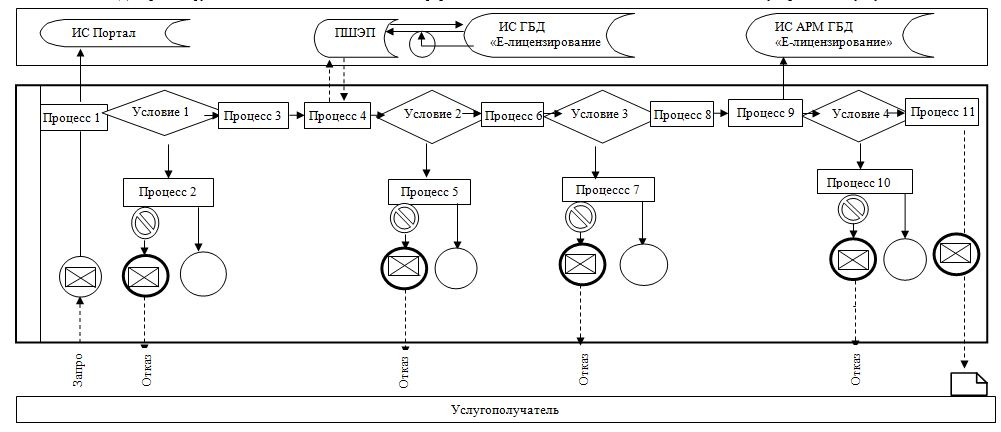 ИС Портал
ПШЭП
ИС ГБД
«Е-лицензирование
ИС АРМ ГБД
«Е-лицензирование»
Процесс 1
Условие 1
Процесс 3
Процесс 4
Условие 2
Процесс 6
Условие 3
Процесс 8
Процесс 9
Условие 4
Процесс 11
Процесс 2
Процесс 5
Процессс 7
Процесс 10
Запро
Отказ
Отказ
Отказ
Отказ
Услугополучатель